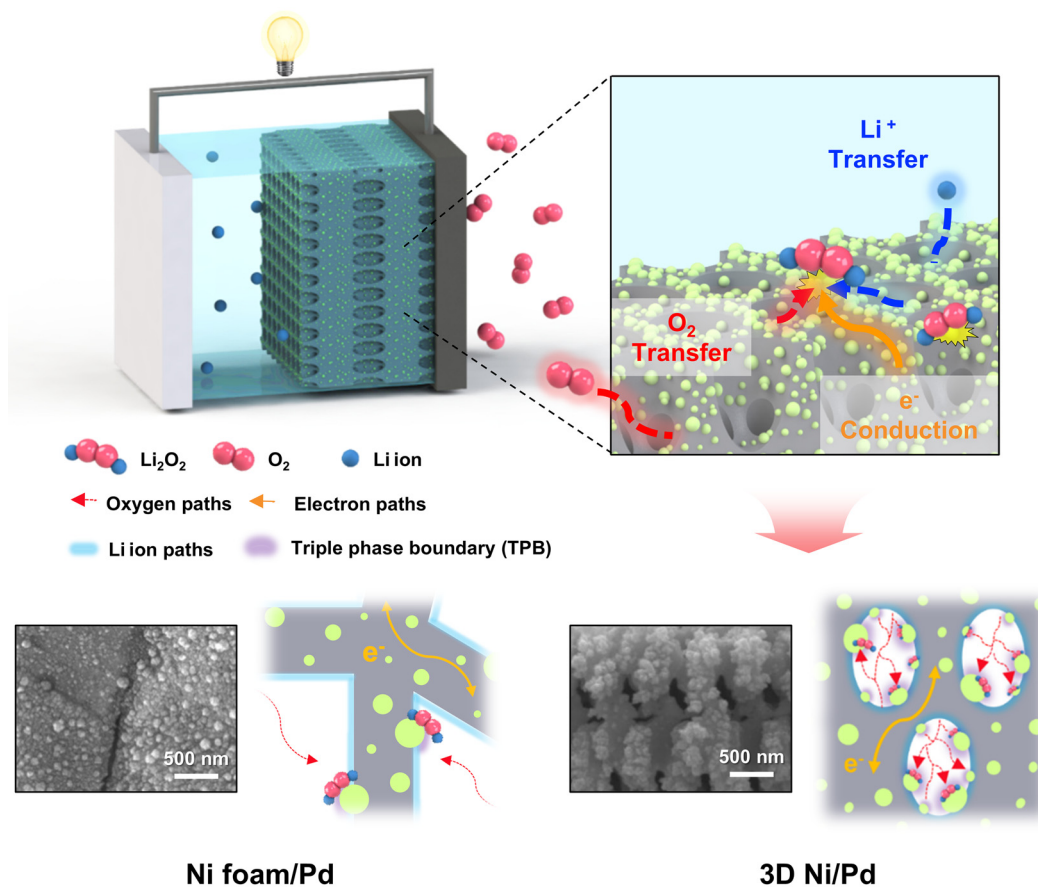 Li +
Transfer
O2
Transfer
e-
Conduction
Li2O2
O2
Li ion
Oxygen paths
Electron paths
Li ion paths
Triple phase boundary (TPB)
e-
500 nm
500 nm
e-
Ni foam/Pd
3D Ni/Pd